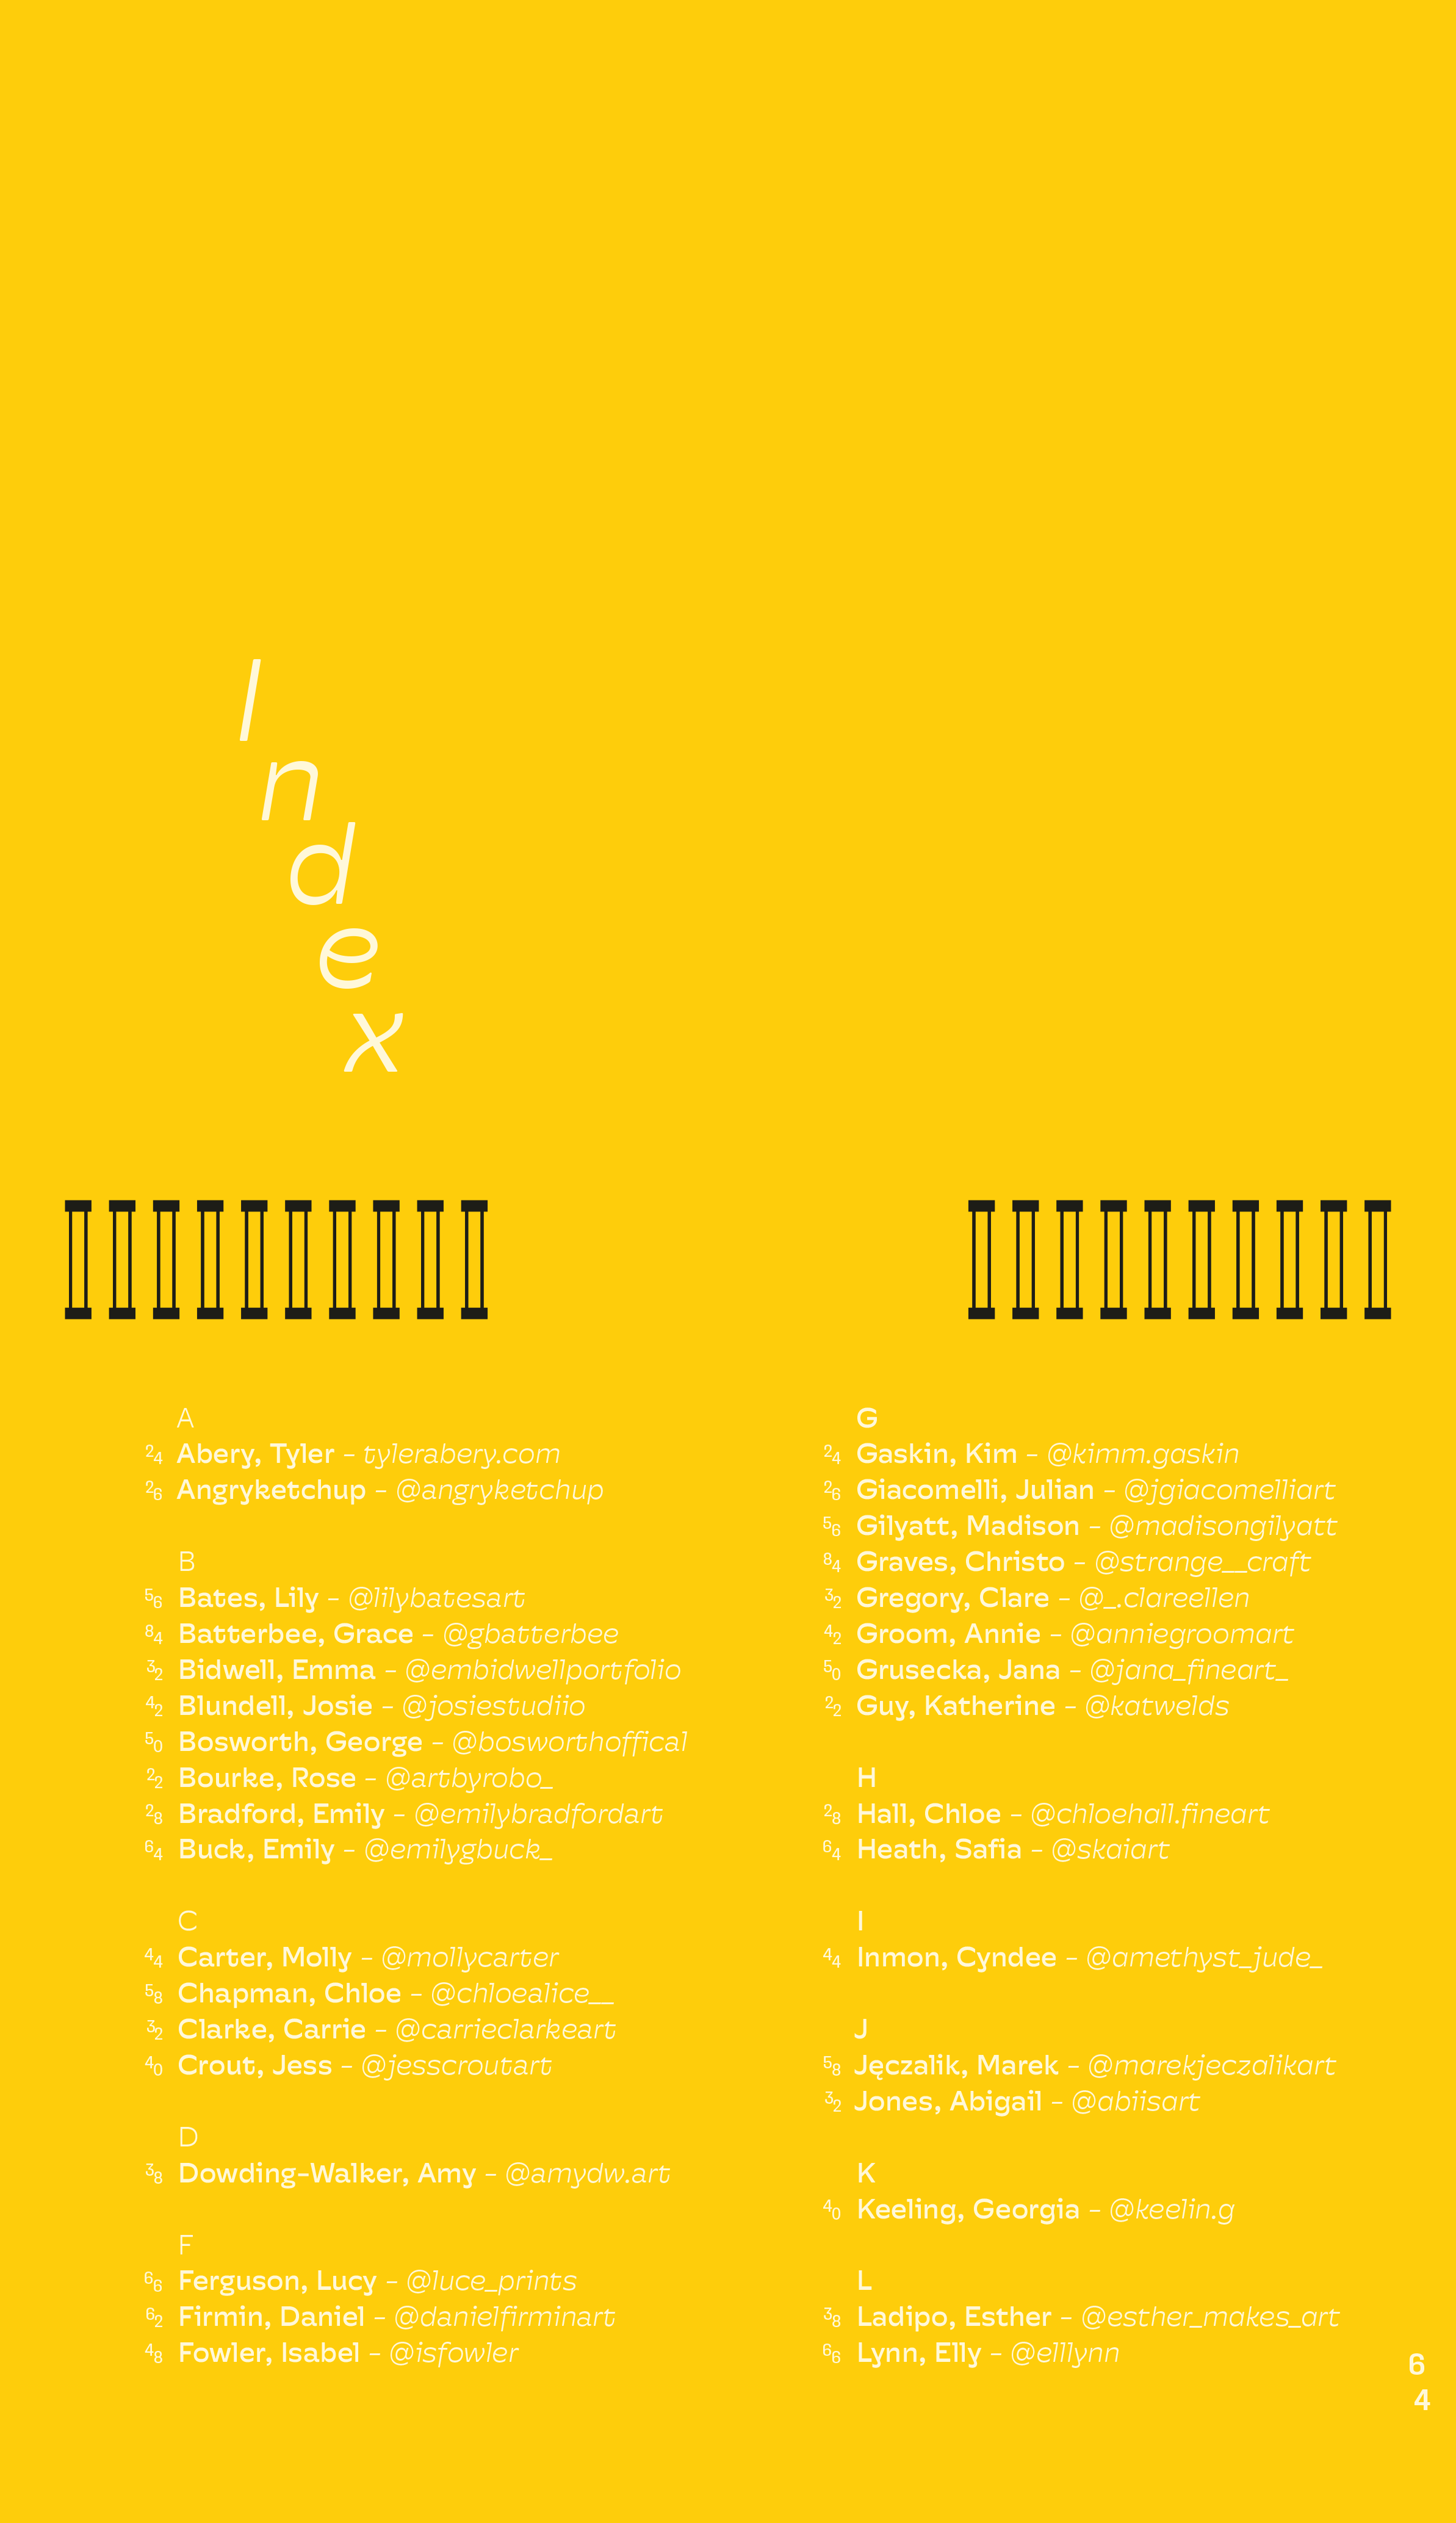 Index
A
24 Abery, Tyler – tylerabery.com
26 Angryketchup – @angryketchup
B
56 Bates, Lily – @lilybatesart
84 Batterbee, Grace – @gbatterbee
32 Bidwell, Emma – @embidwellportfolio
42 Blundell, Josie – @josiestudiio
50 Bosworth, George – @bosworthoffical
22 Bourke, Rose – @artbyrobo_
28 Bradford, Emily – @emilybradfordart
64 Buck, Emily – @emilygbuck_
C
44 Carter, Molly – @mollycarter
58 Chapman, Chloe – @chloealice__
32 Clarke, Carrie – @carrieclarkeart
40 Crout, Jess – @jesscroutart
D
38 Dowding-Walker, Amy – @amydw.art
F
66 Ferguson, Lucy – @luce_prints
62 Firmin, Daniel – @danielfirminart
48 Fowler, Isabel – @isfowler
G
24 Gaskin, Kim – @kimm.gaskin
26 Giacomelli, Julian – @jgiacomelliart
56 Gilyatt, Madison – @madisongilyatt
84 Graves, Christo – @strange__craft
32 Gregory, Clare – @_.clareellen
42 Groom, Annie – @anniegroomart
50 Grusecka, Jana – @jana_fineart_
22 Guy, Katherine – @katwelds
H
28 Hall, Chloe – @chloehall.fineart
64 Heath, Safia – @skaiart
I
44 Inmon, Cyndee – @amethyst_jude_
J
58 Jęczalik, Marek – @marekjeczalikart
32 Jones, Abigail – @abiisart
K
40 Keeling, Georgia – @keelin.g
L
38 Ladipo, Esther – @esther_makes_art
66 Lynn, Elly – @elllynn
64